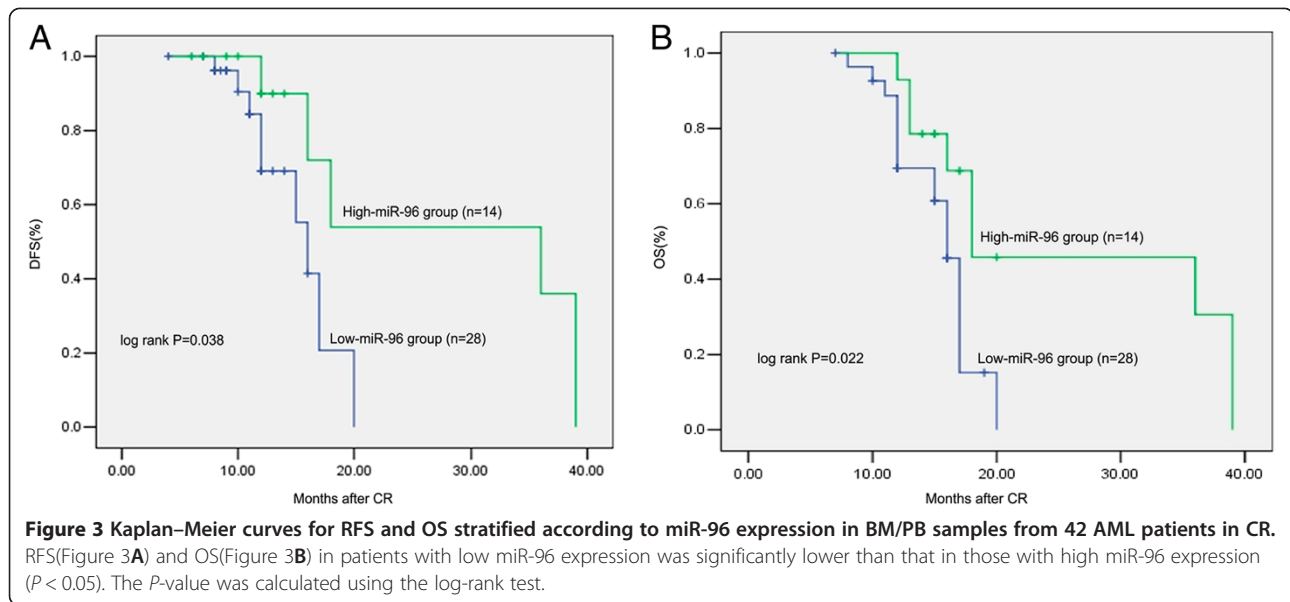 A
1.0
0.8
0.6
0.4
0.2
0.0
DFS(%)
High-miR-96 group (n=14)
Low-miR-96 group (n=28)
log rank P=0.038
0.00 10.00 20.00 30.00 40.00
Months after CR
B
1.0
0.8
0.6
0.4
0.2
0.0
OS(%)
High-miR-96 group (n=14)
Low-miR-96 group (n=28)
log rank P=0.022
0.00 10.00 20.00 30.00 40.00
Months after CR
Figure 3 Kaplan–Meier curves for RFS and OS stratified according to miR-96 expression in BM/PB samples from 42 AML patients in CR.
RFS(Figure 3A) and OS(Figure 3B) in patients with low miR-96 expression was significantly lower than that in those with high miR-96 expression
(P < 0.05). The P-value was calculated using the log-rank test.